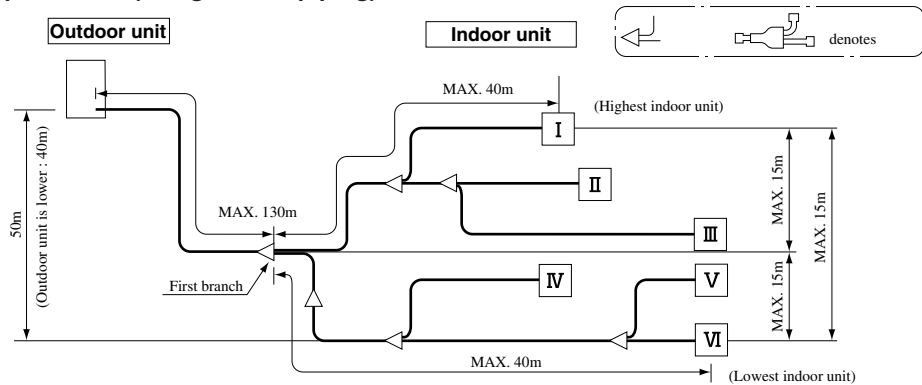 Outdoor unit
Indoor unit
denotes
MAX. 40m
(Highest indoor unit)
I
II
III
IV
V
VI
MAX. 130m
First branch
50m
(Outdoor unit is lower : 40m)
MAX. 15m
MAX. 15m
MAX. 15m
MAX. 40m
(Lowest indoor unit)